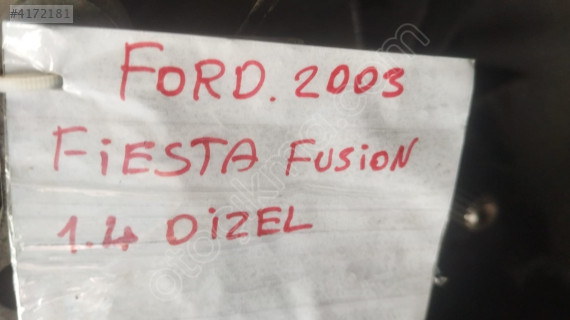 #4172181
FORD. 2003
FiESTA FUSiON
1.4 DiZEL